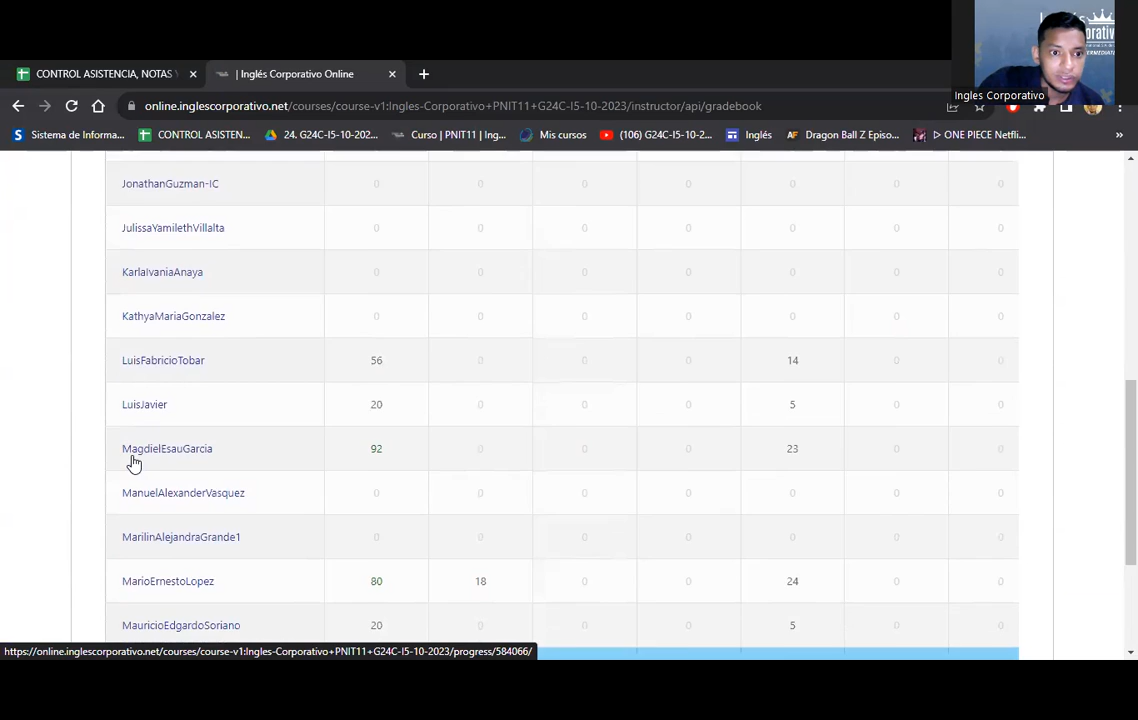 CONTROL ASISTENCIA, NOTAS
| Inglés Corporativo Online
Ingles Corporativo
online.inglescorporativo.net/courses/course-v1:Ingles-Corporativo+PNIT11+G24C-I5-10-2023/instructor/api/gradebook
Sistema de Informa... CONTROL ASISTEN... 24. G24C-I5-10-202... Curso | PNIT11 | Ing... Mis cursos (106) G24C-I5-10-2... Inglés Dragon Ball Z Episo... ▷ ONE PIECE Netfli... »
JonathanGuzman-IC 0 0 0 0 0 0 0
JulissaYamilethVillalta 0 0 0 0 0 0 0
KarlaIvaniaAnaya 0 0 0 0 0 0 0
KathyaMariaGonzalez 0 0 0 0 0 0 0
LuisFabricioTobar 56 0 0 0 14 0 0
LuisJavier 20 0 0 0 5 0 0
MagdielEsauGarcia 92 0 0 0 23 0 0
ManuelAlexanderVasquez 0 0 0 0 0 0 0
MarilinAlejandraGrande1 0 0 0 0 0 0 0
MarioErnestoLopez 80 18 0 0 24 0 0
MauricioEdgardoSoriano 20 0 0 0 5 0 0
https://online.inglescorporativo.net/courses/course-v1:Ingles-Corporativo+PNIT11+G24C-I5-10-2023/progress/584066/